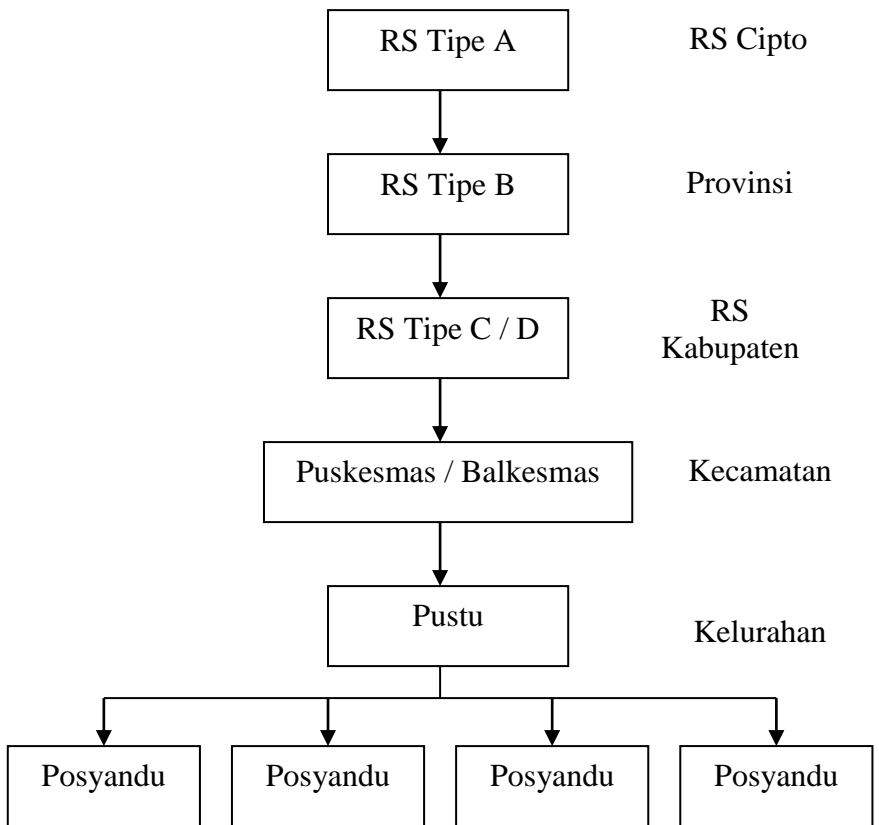 RS Tipe A
RS Cipto
RS Tipe B
Provinsi
RS Tipe C / D
RS
Kabupaten
Puskesmas / Balkesmas
Kecamatan
Pustu
Kelurahan
Posyandu
Posyandu
Posyandu
Posyandu